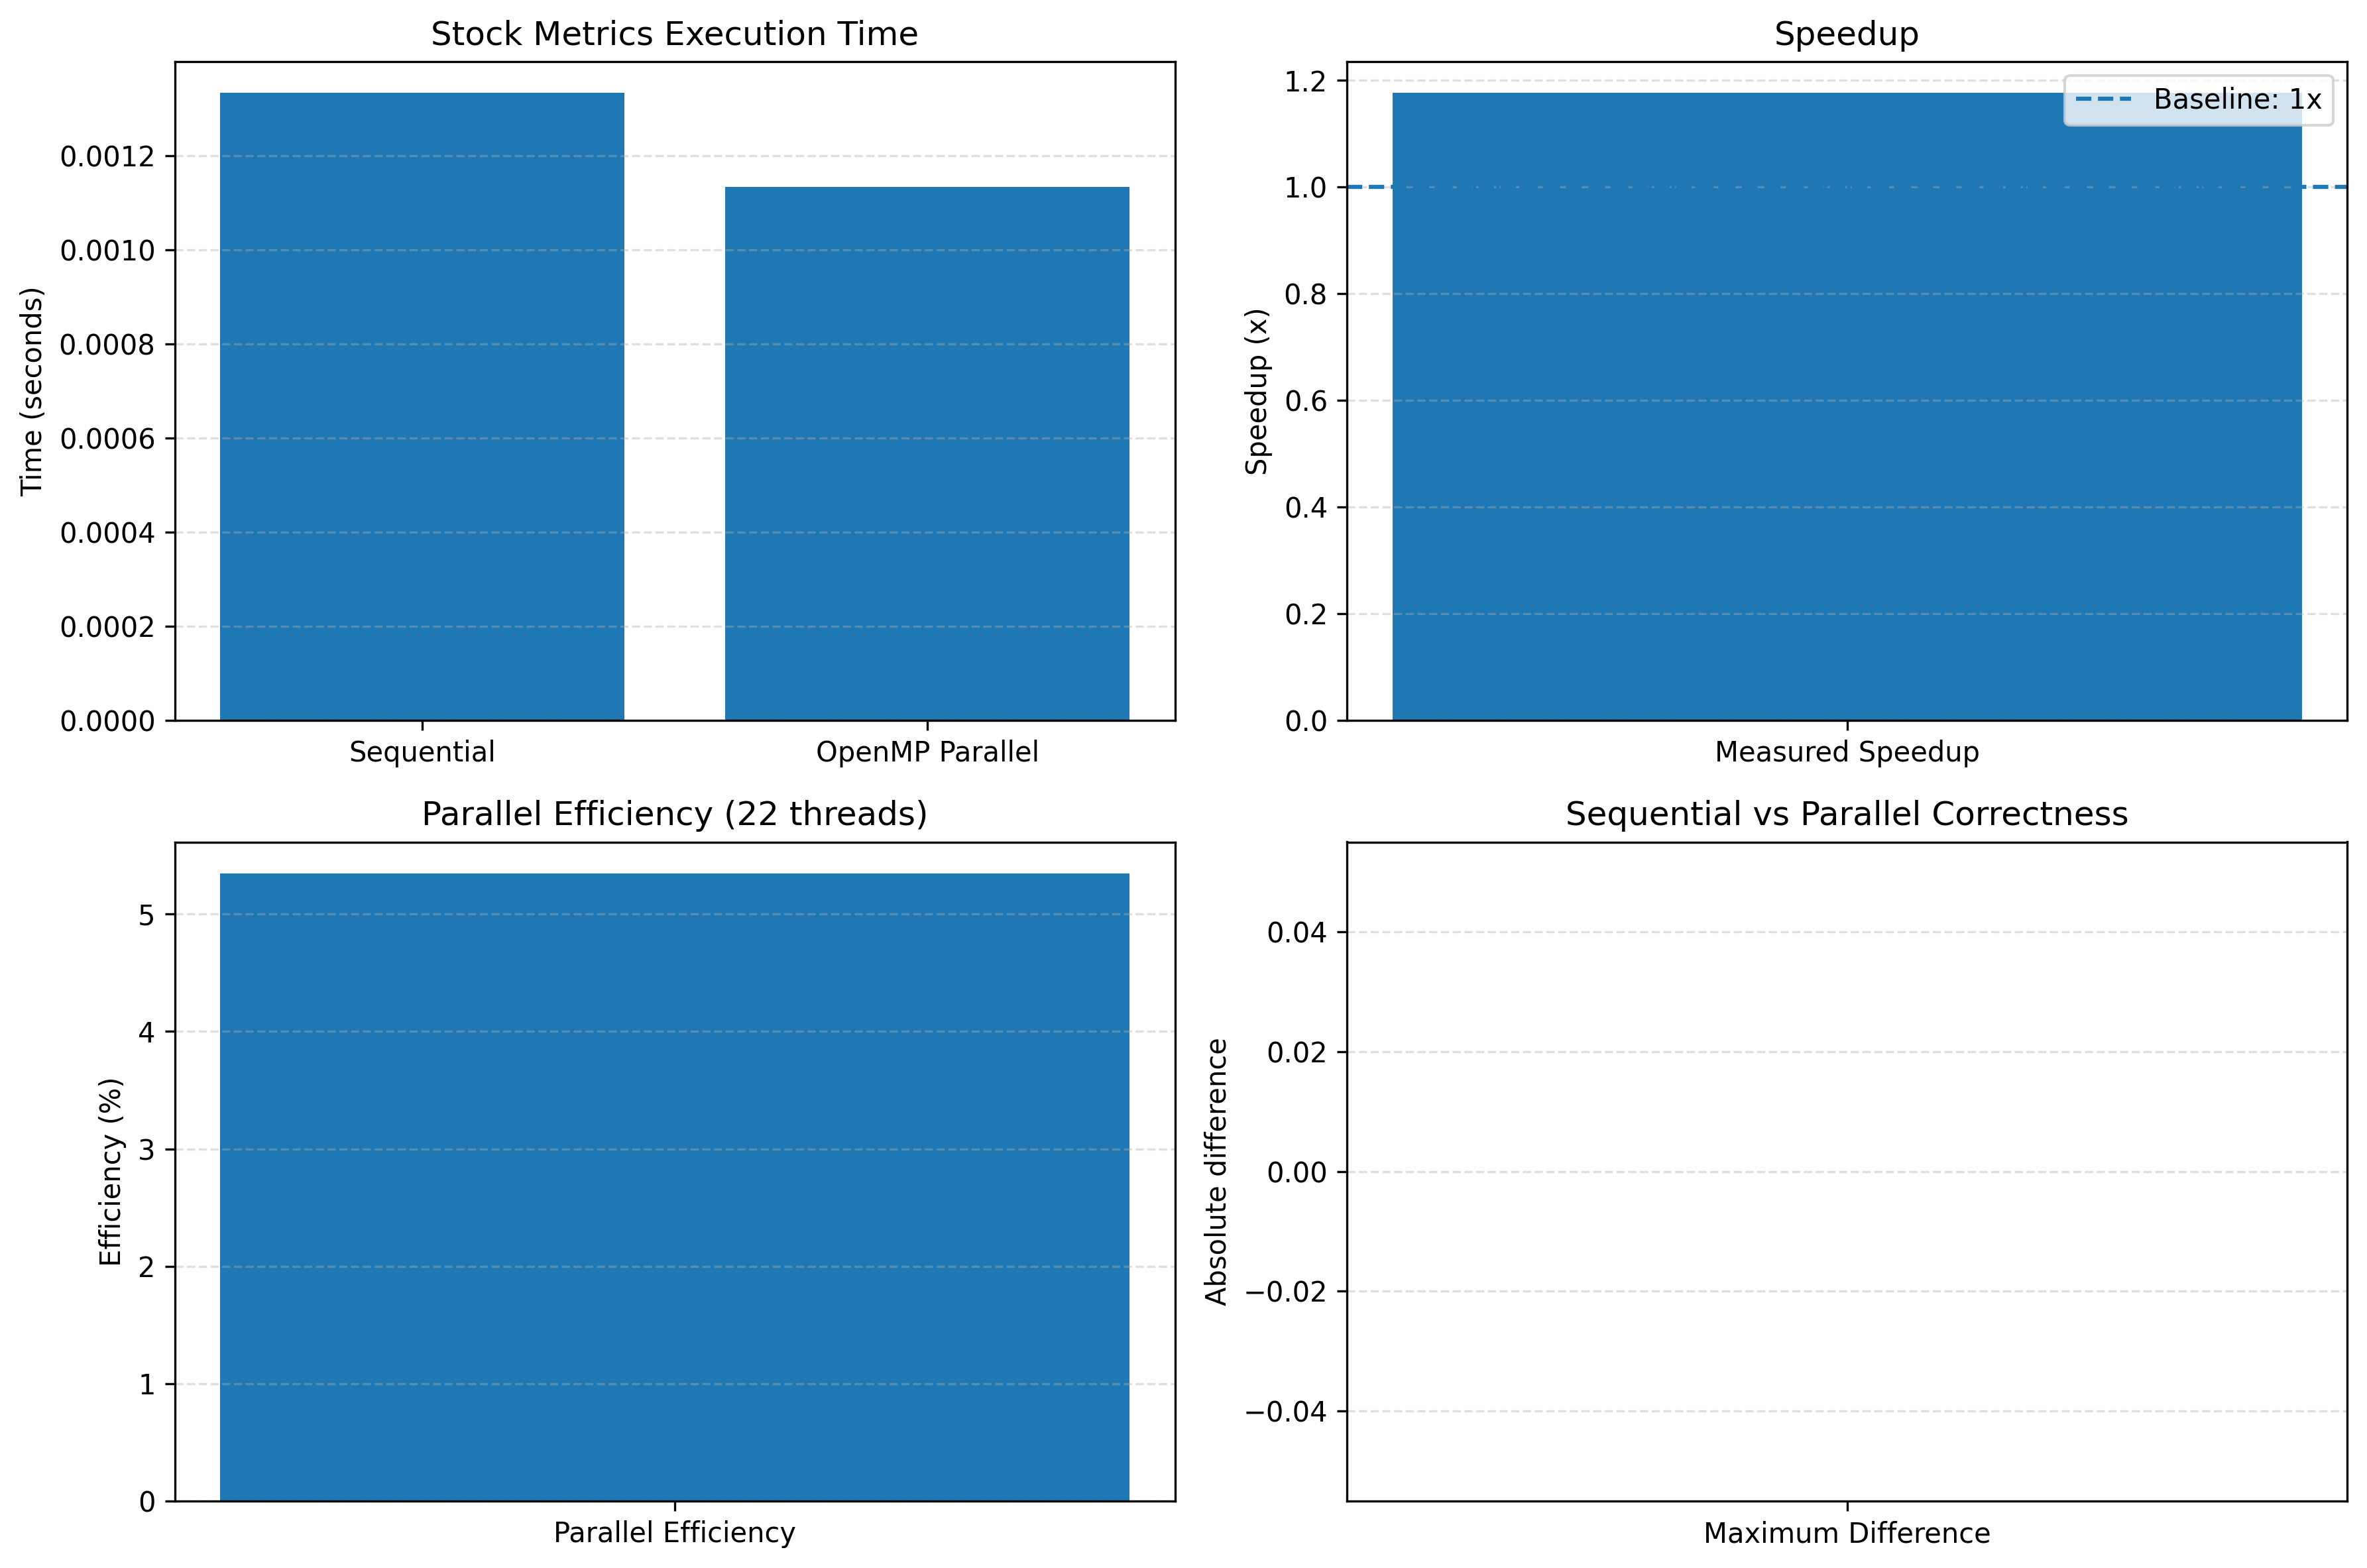 Stock Metrics Execution Time
Time (seconds)
0.0012
0.0010
0.0008
0.0006
0.0004
0.0002
0.0000
Sequential
OpenMP Parallel
Speedup
Speedup (x)
1.2
1.0
0.8
0.6
0.4
0.2
0.0
Baseline: 1x
Measured Speedup
Parallel Efficiency (22 threads)
Efficiency (%)
5
4
3
2
1
0
Parallel Efficiency
Sequential vs Parallel Correctness
Absolute difference
0.04
0.02
0.00
−0.02
−0.04
Maximum Difference